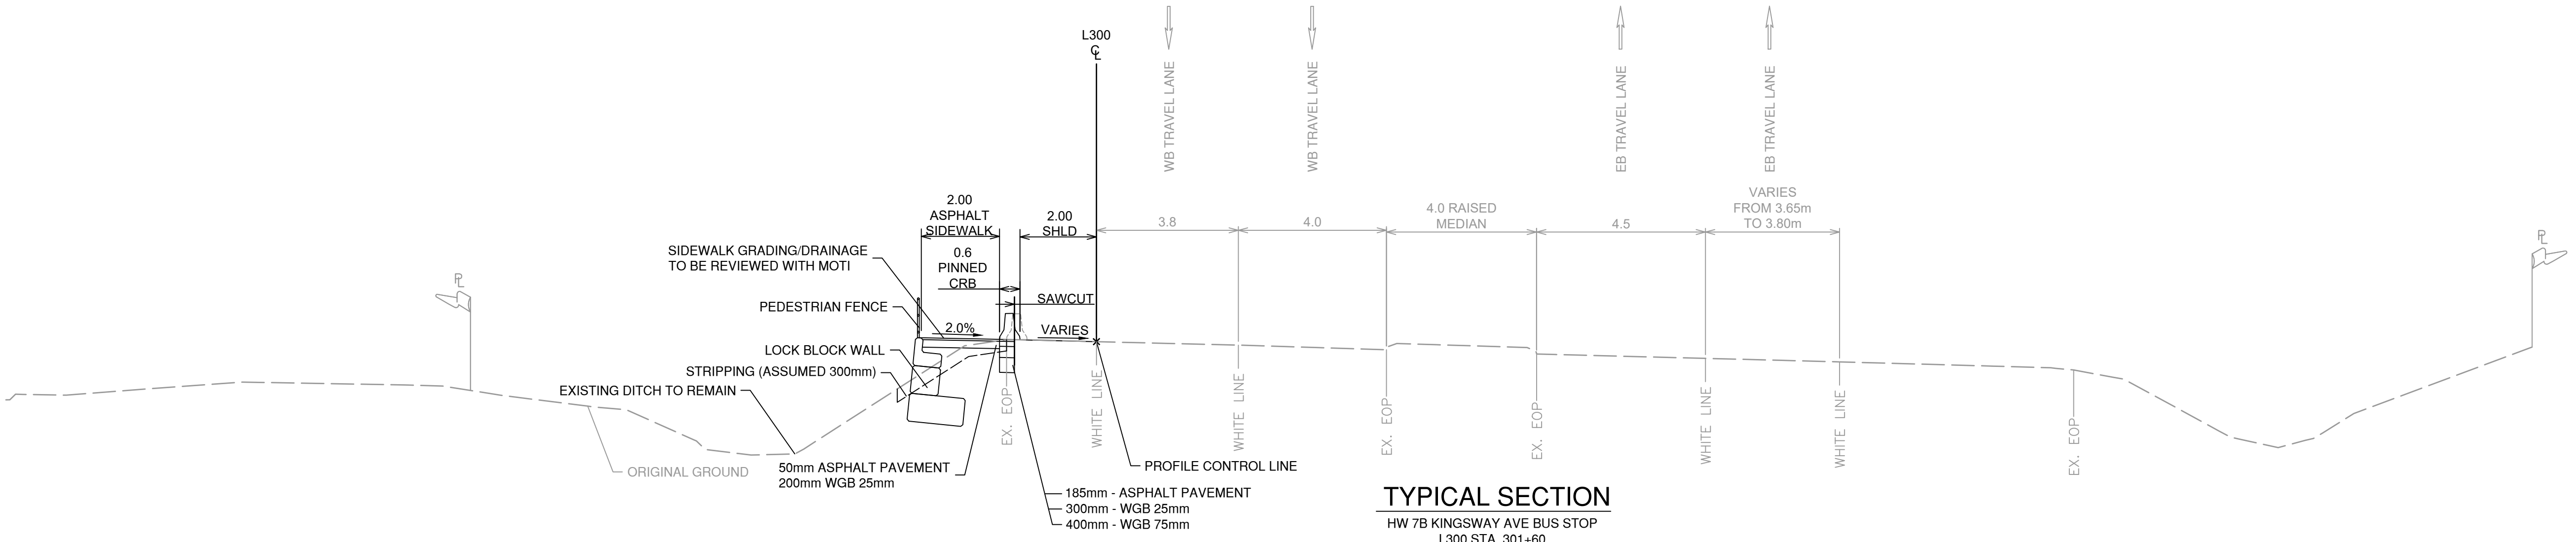 L300
CL
WB TRAVEL LANE
WB TRAVEL LANE
EB TRAVEL LANE
EB TRAVEL LANE
2.00
ASPHALT
SIDEWALK
2.00
SHLD
3.8
4.0
4.0 RAISED
MEDIAN
4.5
VARIES
FROM 3.65m
TO 3.80m
SIDEWALK GRADING/DRAINAGE
TO BE REVIEWED WITH MOTI
0.6
PINNED
CRB
PL
PL
SAWCUT
PEDESTRIAN FENCE
2.0%
VARIES
LOCK BLOCK WALL
STRIPPING (ASSUMED 300mm)
EXISTING DITCH TO REMAIN
EX. EOP
WHITE LINE
WHITE LINE
EX. EOP
EX. EOP
WHITE LINE
WHITE LINE
EX. EOP
ORIGINAL GROUND
50mm ASPHALT PAVEMENT
200mm WGB 25mm
PROFILE CONTROL LINE
185mm - ASPHALT PAVEMENT
300mm - WGB 25mm
400mm - WGB 75mm
TYPICAL SECTION
HW 7B KINGSWAY AVE BUS STOP
L300 STA. 301+60